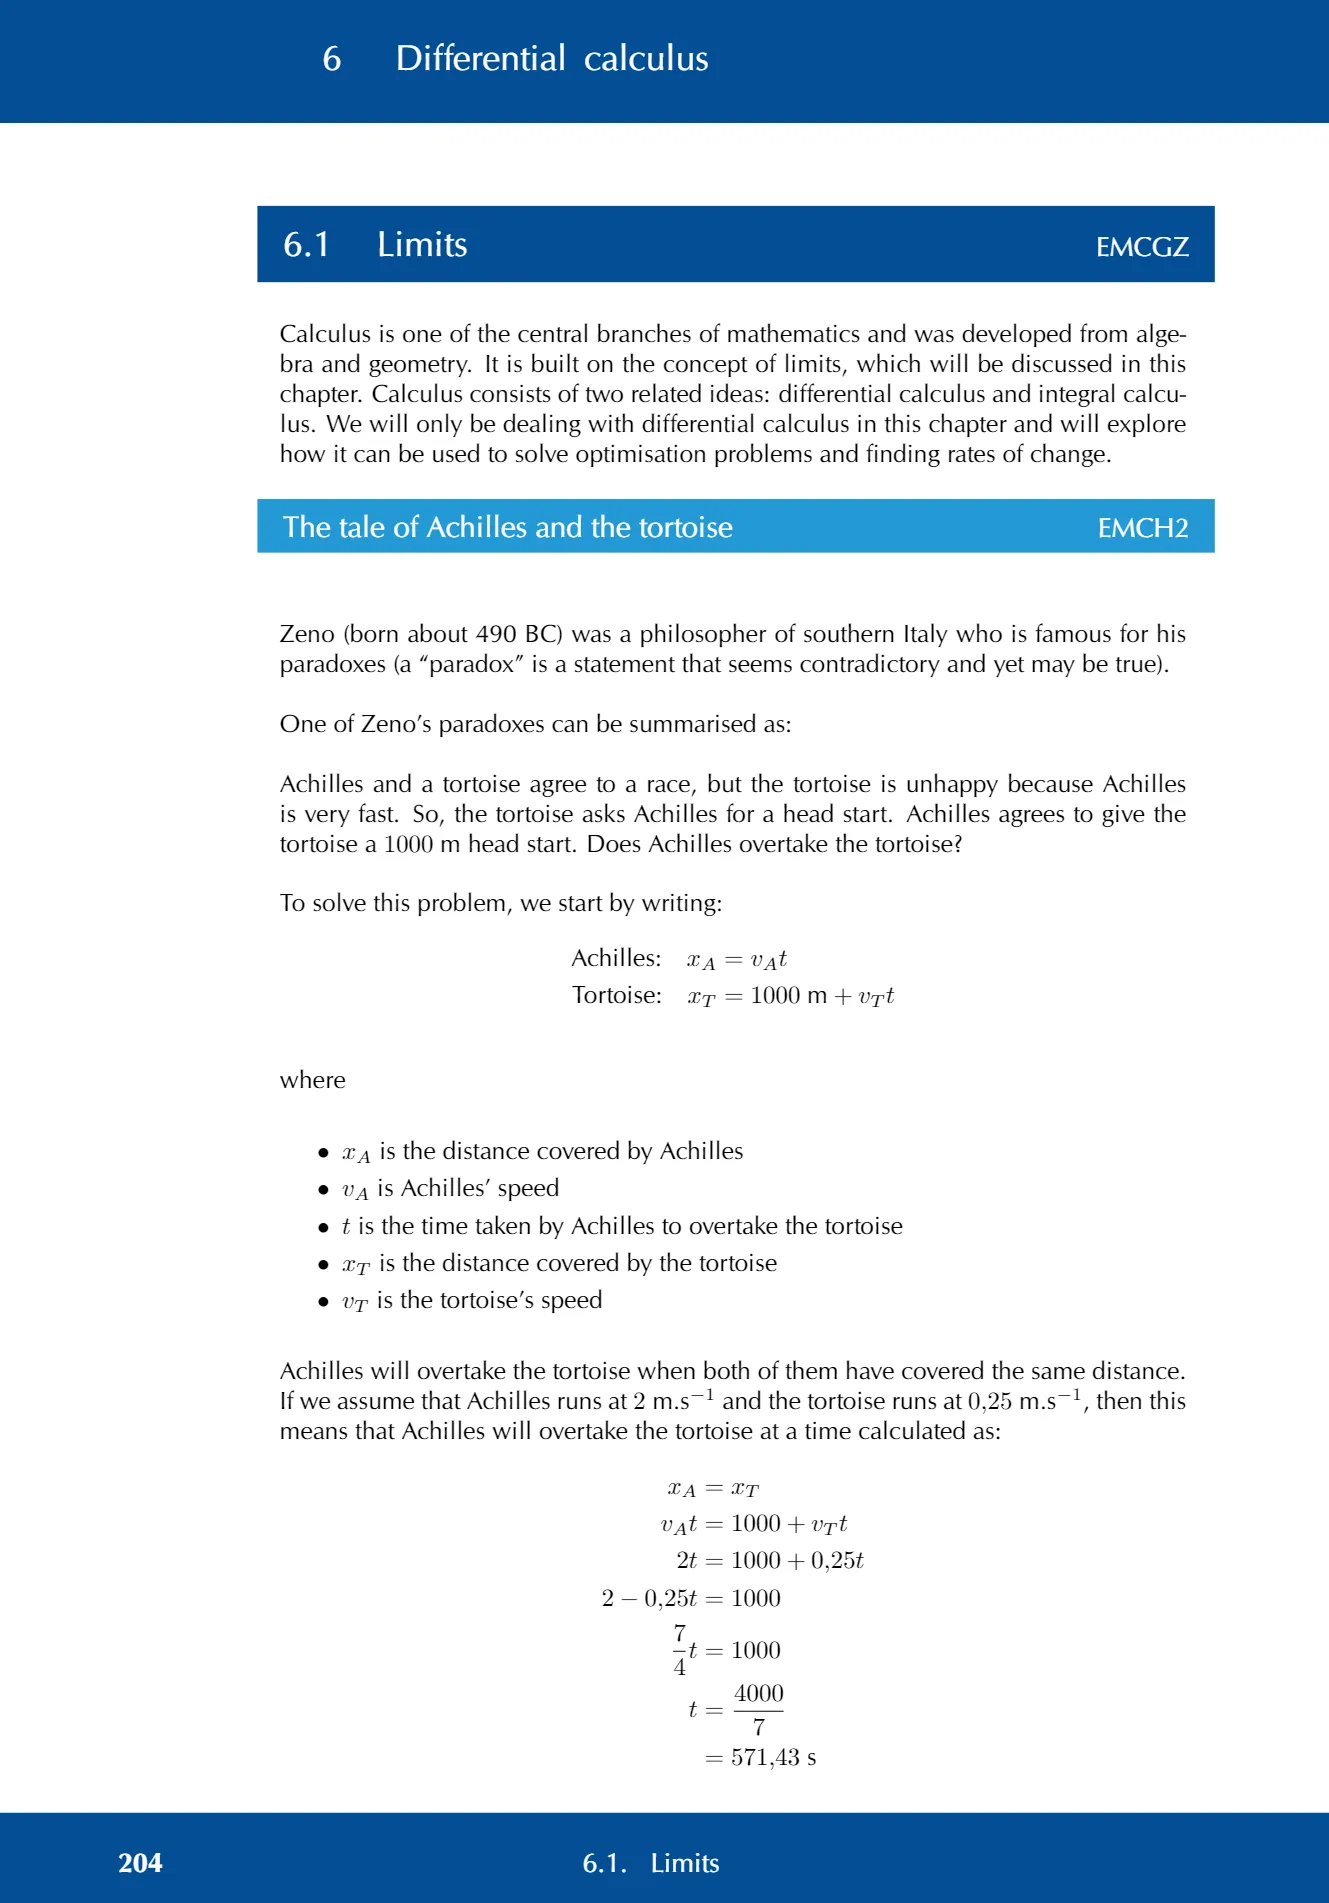 6 Differential calculus
6.1 Limits EMCGZ
Calculus is one of the central branches of mathematics and was developed from alge-
bra and geometry. It is built on the concept of limits, which will be discussed in this
chapter. Calculus consists of two related ideas: differential calculus and integral calcu-
lus. We will only be dealing with differential calculus in this chapter and will explore
how it can be used to solve optimisation problems and finding rates of change.
The tale of Achilles and the tortoise EMCH2
Zeno (born about 490 BC) was a philosopher of southern Italy who is famous for his
paradoxes (a “paradox” is a statement that seems contradictory and yet may be true).
One of Zeno’s paradoxes can be summarised as:
Achilles and a tortoise agree to a race, but the tortoise is unhappy because Achilles
is very fast. So, the tortoise asks Achilles for a head start. Achilles agrees to give the
tortoise a 1000 m head start. Does Achilles overtake the tortoise?
To solve this problem, we start by writing:
Achilles: x_A = v_A t
Tortoise: x_T = 1000 m + v_T t
where
• x_A is the distance covered by Achilles
• v_A is Achilles’ speed
• t is the time taken by Achilles to overtake the tortoise
• x_T is the distance covered by the tortoise
• v_T is the tortoise’s speed
Achilles will overtake the tortoise when both of them have covered the same distance.
If we assume that Achilles runs at 2 m.s⁻¹ and the tortoise runs at 0,25 m.s⁻¹, then this
means that Achilles will overtake the tortoise at a time calculated as:
x_A = x_T
v_A t = 1000 + v_T t
2t = 1000 + 0,25t
2 − 0,25t = 1000
7/4 t = 1000
t = 4000/7
= 571,43 s
204 6.1. Limits